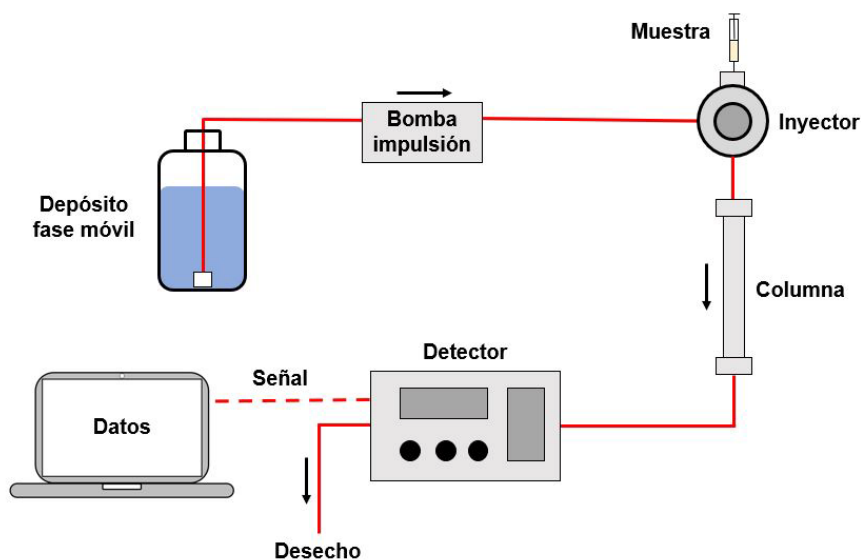 Muestra
Bomba
impulsión
Inyector
Depósito
fase móvil
Columna
Detector
Señal
Datos
Desecho